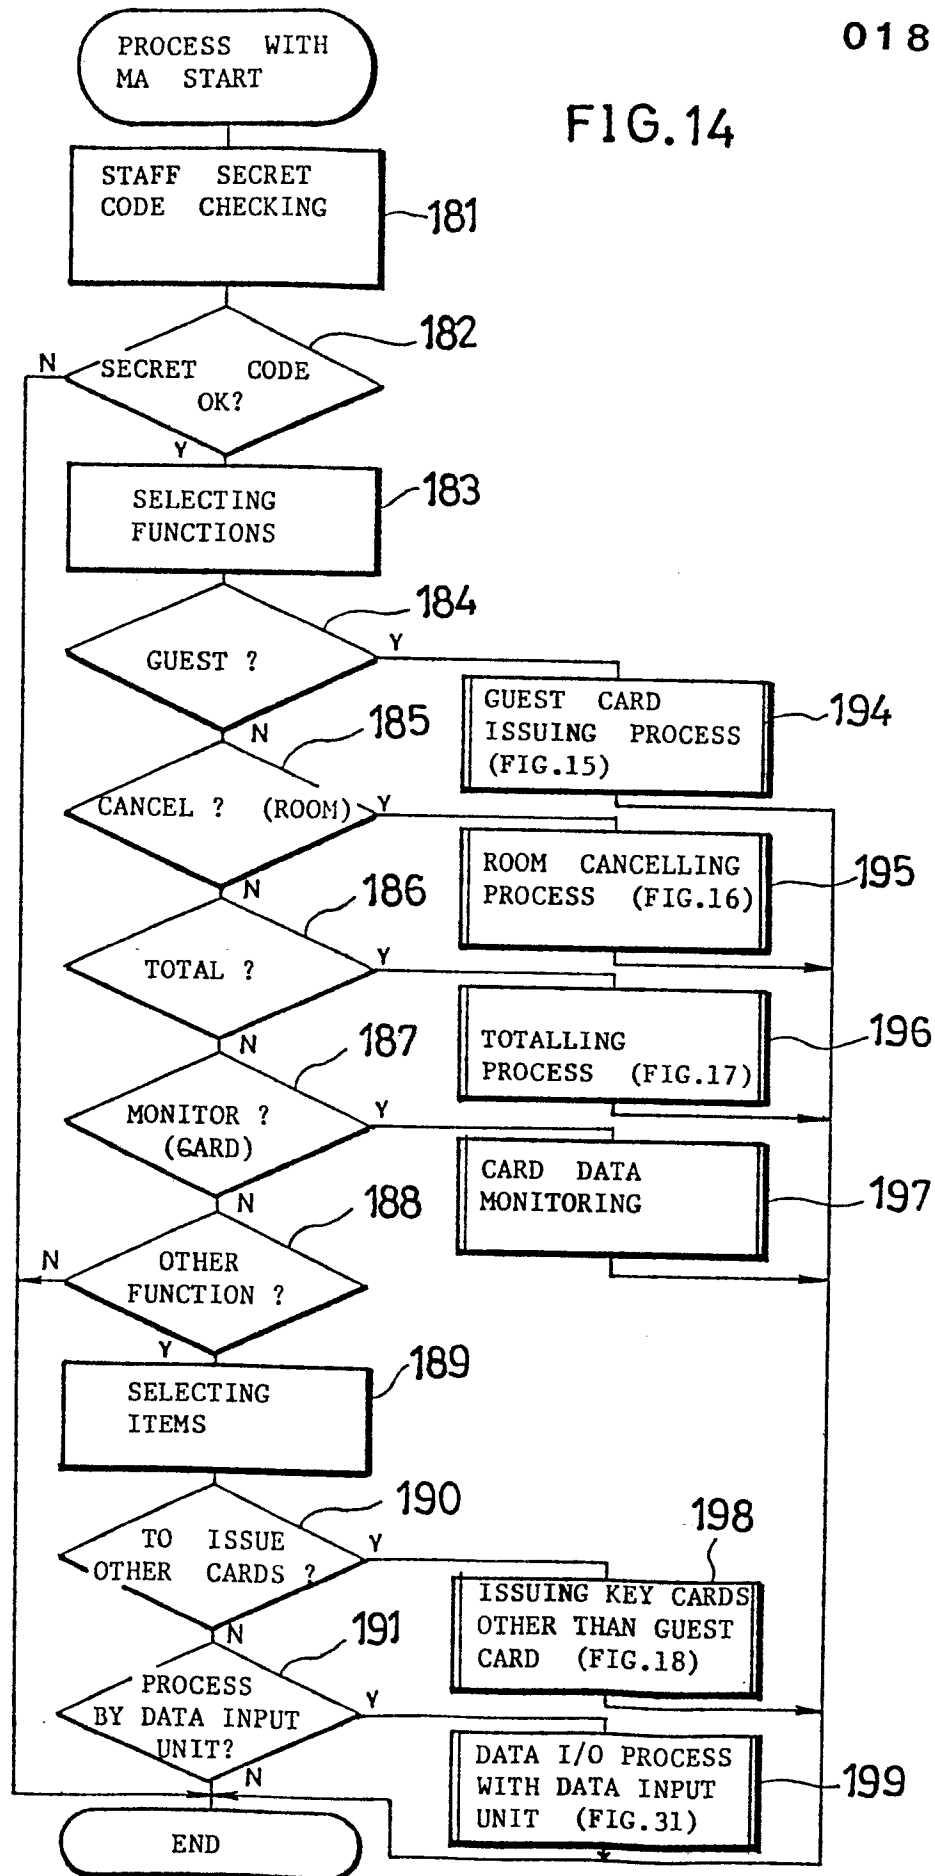 018
FIG.14
PROCESS WITH
MA START
STAFF SECRET
CODE CHECKING
181
182
N
SECRET CODE
OK?
Y
183
SELECTING
FUNCTIONS
184
Y
GUEST ?
N
194
GUEST CARD
ISSUING PROCESS
(FIG.15)
185
CANCEL ? (ROOM)
Y
N
195
ROOM CANCELLING
PROCESS (FIG.16)
186
Y
TOTAL ?
N
196
TOTALLING
PROCESS (FIG.17)
187
MONITOR ?
(CARD)
Y
N
197
CARD DATA
MONITORING
188
N
OTHER
FUNCTION ?
Y
189
SELECTING
ITEMS
190
TO ISSUE
OTHER CARDS ?
Y
N
198
ISSUING KEY CARDS
OTHER THAN GUEST
CARD (FIG.18)
191
PROCESS
BY DATA INPUT
UNIT?
Y
N
199
DATA I/O PROCESS
WITH DATA INPUT
UNIT (FIG.31)
END